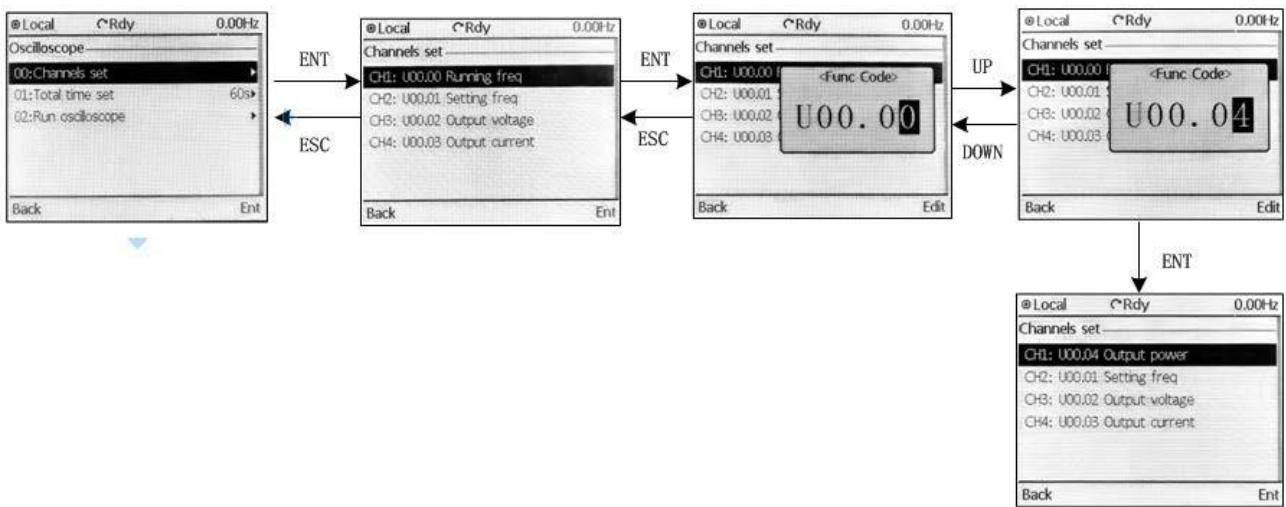 Local Rdy 0.00Hz
Oscilloscope
00:Channels set
01:Total time set 60s
02:Run oscilloscope
Back Ent
ENT
ESC
Local Rdy 0.00Hz
Channels set
CH1: U00.00 Running freq
CH2: U00.01 Setting freq
CH3: U00.02 Output voltage
CH4: U00.03 Output current
Back Ent
ENT
ESC
Local Rdy 0.00Hz
Channels set
CH1: U00.00
CH2: U00.01
CH3: U00.02
CH4: U00.03
<Func Code>
U00.00
Back Edit
UP
DOWN
Local Rdy 0.00Hz
Channels set
CH1: U00.00
CH2: U00.01
CH3: U00.02
CH4: U00.03
<Func Code>
U00.04
Back Edit
ENT
Local Rdy 0.00Hz
Channels set
CH1: U00.04 Output power
CH2: U00.01 Setting freq
CH3: U00.02 Output voltage
CH4: U00.03 Output current
Back Ent